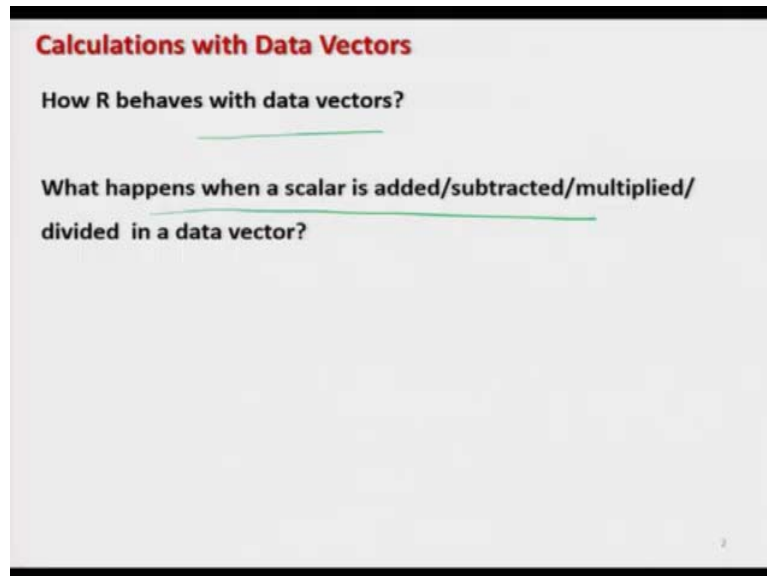 Calculations with Data Vectors
How R behaves with data vectors?
What happens when a scalar is added/subtracted/multiplied/
divided in a data vector?
2